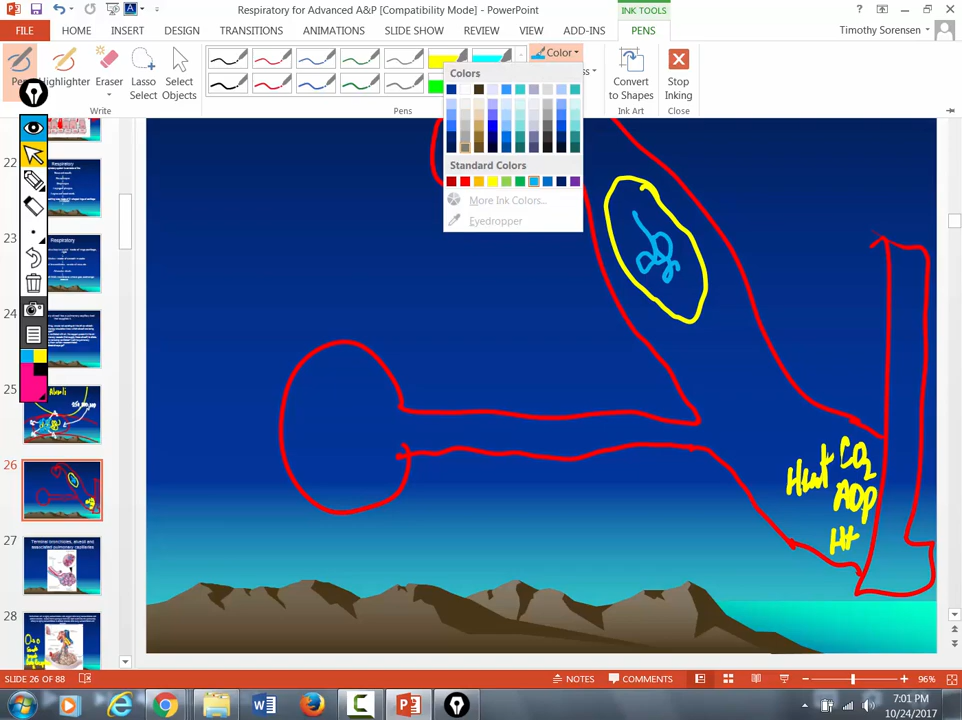 Respiratory for Advanced A&P [Compatibility Mode] - PowerPoint
INK TOOLS
FILE
HOME
INSERT
DESIGN
TRANSITIONS
ANIMATIONS
SLIDE SHOW
REVIEW
VIEW
ADD-INS
PENS
Timothy Sorensen
Highlighter
Eraser
Lasso Select
Select Objects
Color
Convert to Shapes
Stop Inking
Write
Pens
Ink Art
Close
Colors
Standard Colors
More Ink Colors...
Eyedropper
22
Respiratory
23
Respiratory
24
25
26
27
Terminal bronchioles, alveoli and associated pulmonary capillaries
28
CO2
ADP
H+
SLIDE 26 OF 88
NOTES
COMMENTS
96%
7:01 PM
10/24/2017